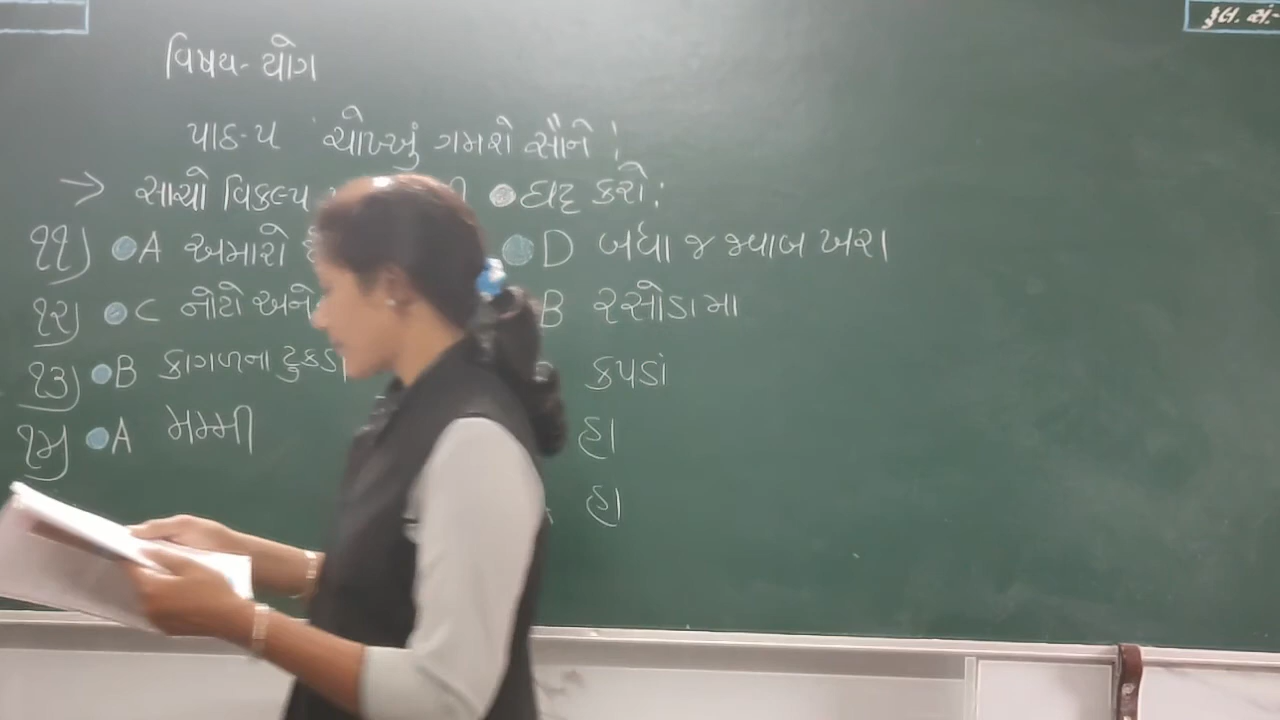 કુલ. સં.-
વિષય- યોગ
પાઠ-૫ ચોખ્ખું ગમશે સૌને !
→ સાચો વિકલ્પ ઘટ્ટ કરો:
૧૧) A અમારો D બધા જ જવાબ ખરા
૧૨) C નોટો અને B રસોડામા
૧૩) B કાગળના ટુકડા કપડાં
૧૪) A મમ્મી હા
હા